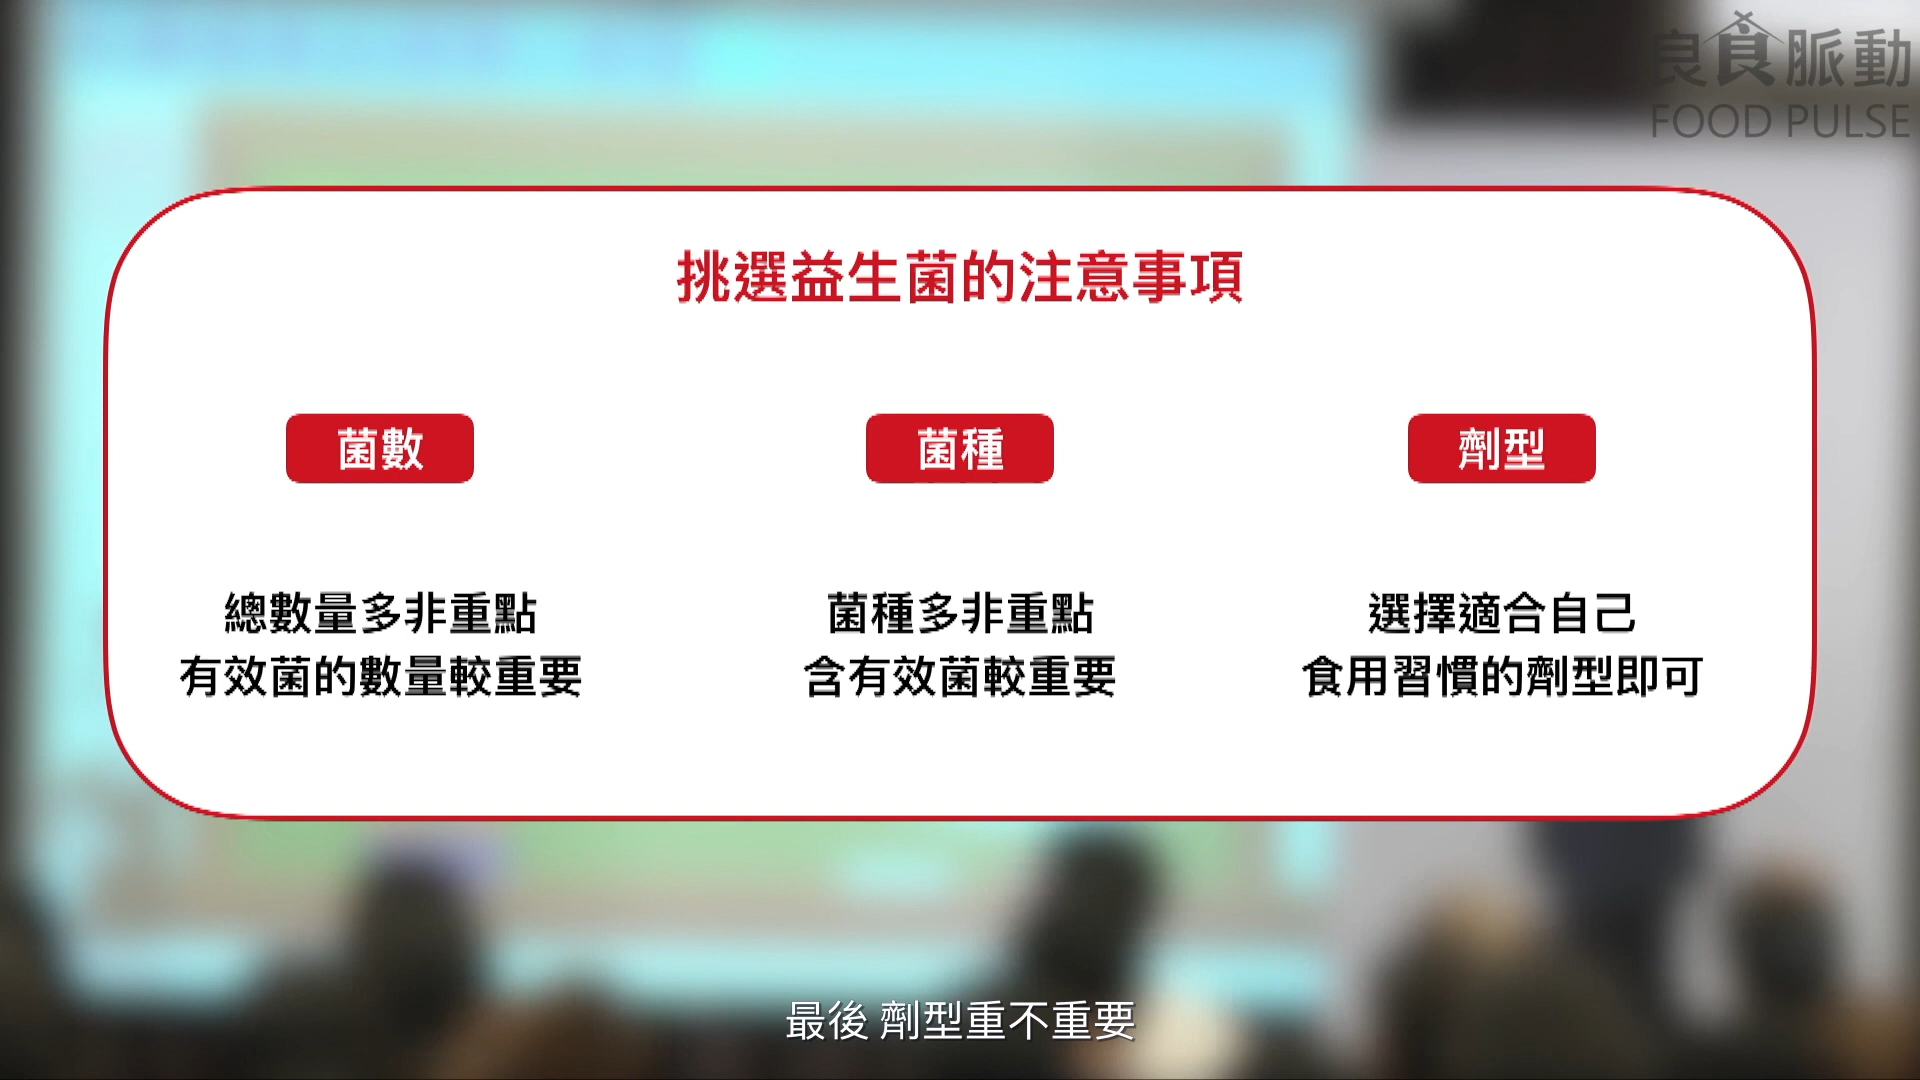 良食脈動
FOOD PULSE
挑選益生菌的注意事項
菌數
菌種
劑型
總數量多非重點
有效菌的數量較重要
菌種多非重點
含有效菌較重要
選擇適合自己
食用習慣的劑型即可
最後 劑型重不重要